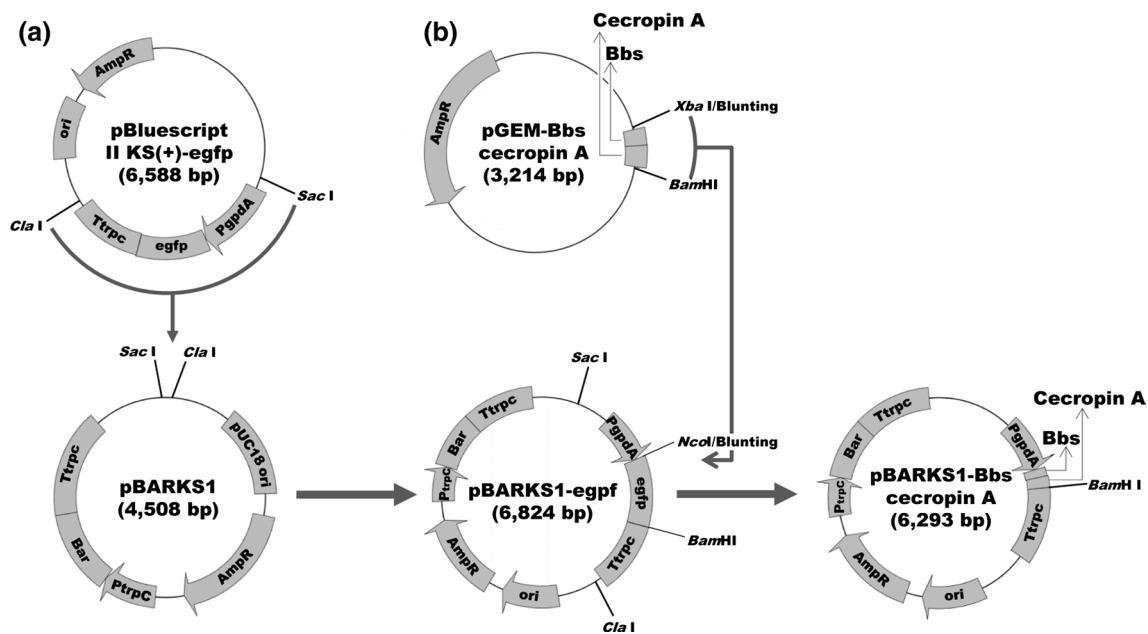 (a)
AmpR
ori
pBluescript
II KS(+)-egfp
(6,588 bp)
Sac I
Cla I
Ttrpc
egfp
PgpdA
(b)
Cecropin A
Bbs
AmpR
Xba I/Blunting
pGEM-Bbs
cecropin A
(3,214 bp)
BamHI
Sac I
Cla I
Ttrpc
pUC18 ori
pBARKS1
(4,508 bp)
Bar
PtrpC
AmpR
Sac I
Ttrpc
Bar
PgpdA
NcoI/Blunting
PtrpC
pBARKS1-egpf
(6,824 bp)
egfp
BamHI
AmpR
Ttrpc
ori
Cla I
Cecropin A
Ttrpc
Bar
PgpdA
Bbs
BamH I
PtrpC
pBARKS1-Bbs
cecropin A
(6,293 bp)
Ttrpc
AmpR
ori